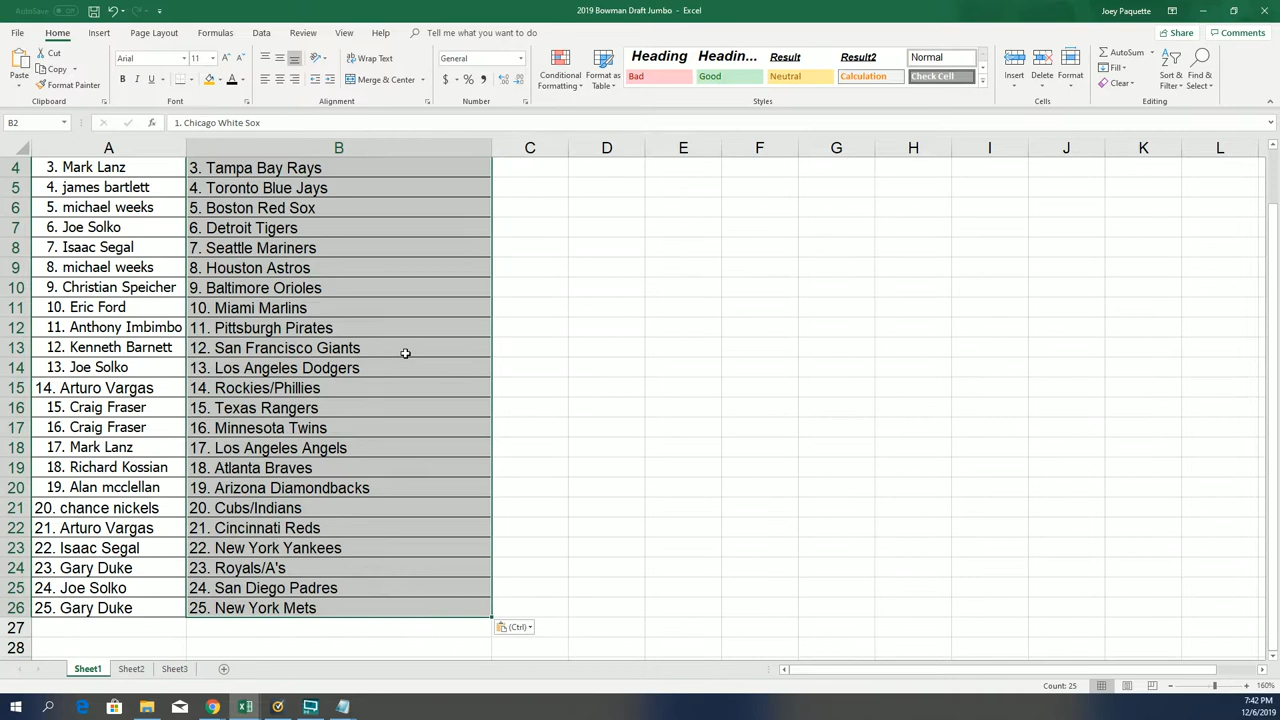 AutoSave Off
2019 Bowman Draft Jumbo - Excel
Joey Paquette
File Home Insert Page Layout Formulas Data Review View Help Tell me what you want to do Share Comments
Paste Cut Copy Format Painter
Arial 11 Wrap Text Merge & Center
B I U
General
Conditional Formatting Format as Table
Heading Headin... Result Result2 Normal
Bad Good Neutral Calculation Check Cell
Insert Delete Format
AutoSum Fill Clear
Sort & Filter Find & Select
Clipboard Font Alignment Number Styles Cells Editing
B2 fx 1. Chicago White Sox
A B C D E F G H I J K L
4 3. Mark Lanz 3. Tampa Bay Rays
5 4. james bartlett 4. Toronto Blue Jays
6 5. michael weeks 5. Boston Red Sox
7 6. Joe Solko 6. Detroit Tigers
8 7. Isaac Segal 7. Seattle Mariners
9 8. michael weeks 8. Houston Astros
10 9. Christian Speicher 9. Baltimore Orioles
11 10. Eric Ford 10. Miami Marlins
12 11. Anthony Imbimbo 11. Pittsburgh Pirates
13 12. Kenneth Barnett 12. San Francisco Giants
14 13. Joe Solko 13. Los Angeles Dodgers
15 14. Arturo Vargas 14. Rockies/Phillies
16 15. Craig Fraser 15. Texas Rangers
17 16. Craig Fraser 16. Minnesota Twins
18 17. Mark Lanz 17. Los Angeles Angels
19 18. Richard Kossian 18. Atlanta Braves
20 19. Alan mcclellan 19. Arizona Diamondbacks
21 20. chance nickels 20. Cubs/Indians
22 21. Arturo Vargas 21. Cincinnati Reds
23 22. Isaac Segal 22. New York Yankees
24 23. Gary Duke 23. Royals/A's
25 24. Joe Solko 24. San Diego Padres
26 25. Gary Duke 25. New York Mets
27 (Ctrl)
28
Sheet1 Sheet2 Sheet3
Count: 25 160%
7:42 PM
12/6/2019